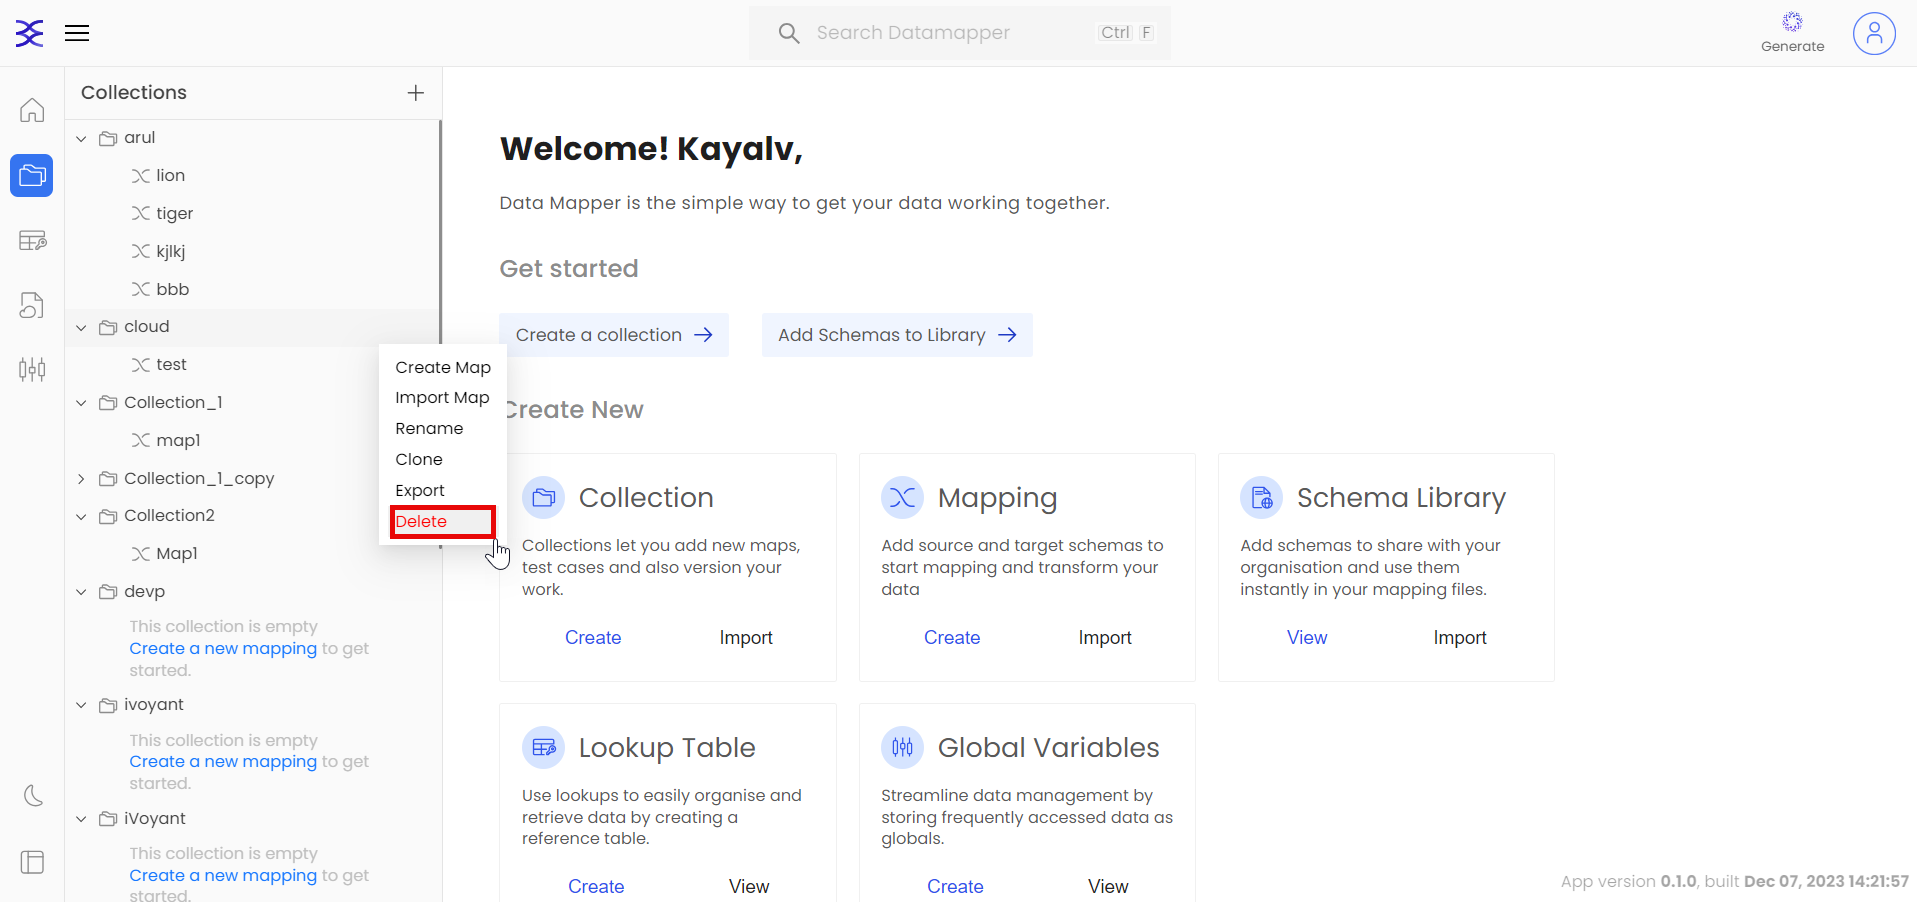 Search Datamapper
Ctrl F
Generate
Collections
arul
lion
tiger
kjlkj
bbb
cloud
test
Collection_1
map1
Collection_1_copy
Collection2
Map1
devp
This collection is empty
Create a new mapping to get
started.
ivoyant
This collection is empty
Create a new mapping to get
started.
iVoyant
This collection is empty
Create a new mapping to get
started.
Create Map
Import Map
Rename
Clone
Export
Delete
Welcome! Kayalv,
Data Mapper is the simple way to get your data working together.
Get started
Create a collection
Add Schemas to Library
Create New
Collection
Collections let you add new maps,
test cases and also version your
work.
Create
Import
Mapping
Add source and target schemas to
start mapping and transform your
data
Create
Import
Schema Library
Add schemas to share with your
organisation and use them
instantly in your mapping files.
View
Import
Lookup Table
Use lookups to easily organise and
retrieve data by creating a
reference table.
Create
View
Global Variables
Streamline data management by
storing frequently accessed data as
globals.
Create
View
App version 0.1.0, built Dec 07, 2023 14:21:57